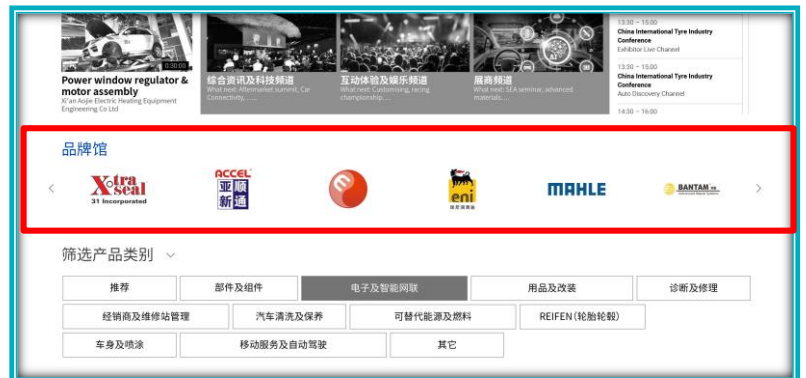 0:30:00
Power window regulator &
motor assembly
Xi'an Aojie Electric Heating Equipment
Engineering Co Ltd
综合资讯及科技频道
What next: Aftermarket summit, Car
Connectivity, ......
互动体验及娱乐频道
What next: Customising, racing
championship....
展商频道
What next: SEA seminar, advanced
materials....
13:30 - 15:00
China International Tyre Industry
Conference
Exhibitor Live Channel
13:30 - 15:00
China International Tyre Industry
Conference
Auto Discovery Channel
14:30 - 16:00
品牌馆
Xtra
Seal
31 Incorporated
ACCEL
亚顺
新通
e
eni
MAHLE
BANTAM
筛选产品类别
推荐
部件及组件
电子及智能网联
用品及改装
诊断及修理
经销商及维修站管理
汽车清洗及保养
可替代能源及燃料
REIFEN (轮胎轮毂)
车身及喷涂
移动服务及自动驾驶
其它